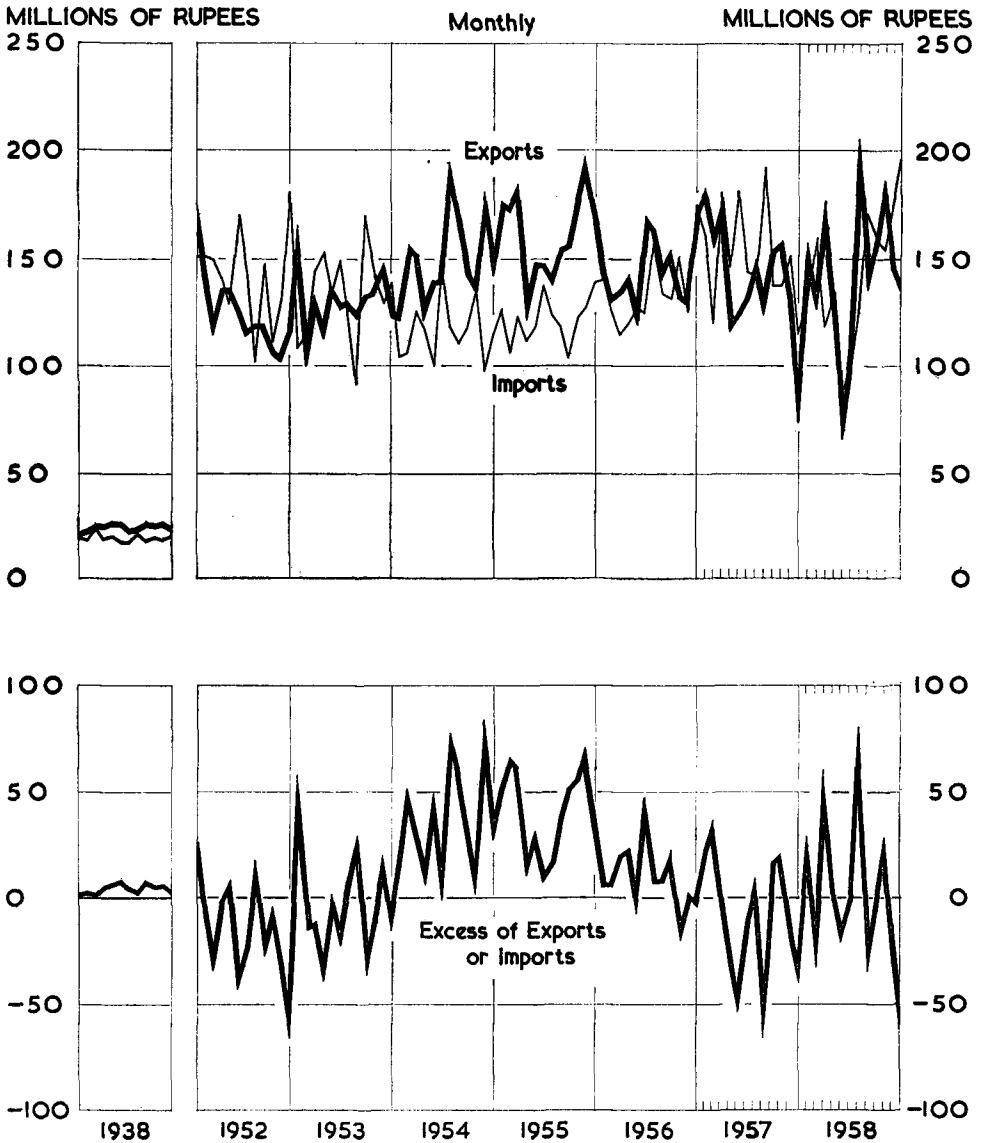 MILLIONS OF RUPEES Monthly MILLIONS OF RUPEES
250 250
200 Exports 200
150 150
100 100
Imports
50 50
0 0
100 100
50 50
0 0
Excess of Exports
or imports
-50 -50
-100 -100
1938 1952 1953 1954 1955 1956 1957 1958